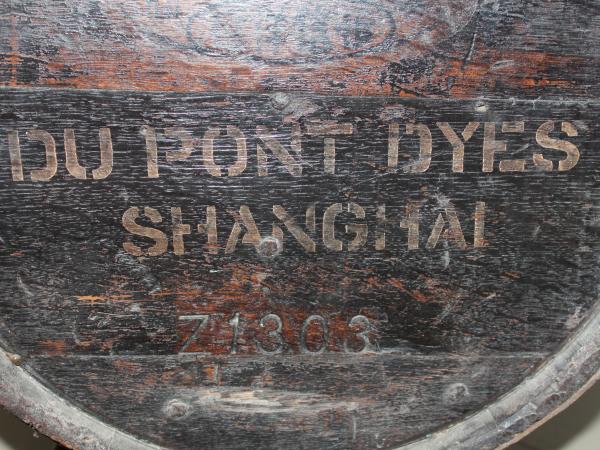 DU PONT DYES
SHANGHAI
Z1303